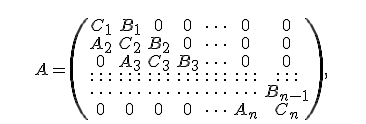 C₁ B₁ 0 0 ⋯ 0 0
A₂ C₂ B₂ 0 ⋯ 0 0
A = ( 0 A₃ C₃ B₃ ⋯ 0 0 ),
⋯ ⋯ ⋯ ⋯ ⋯ ⋯ ⋯
⋯ ⋯ ⋯ ⋯ ⋯ ⋯ Bₙ₋₁
0 0 0 0 ⋯ Aₙ Cₙ